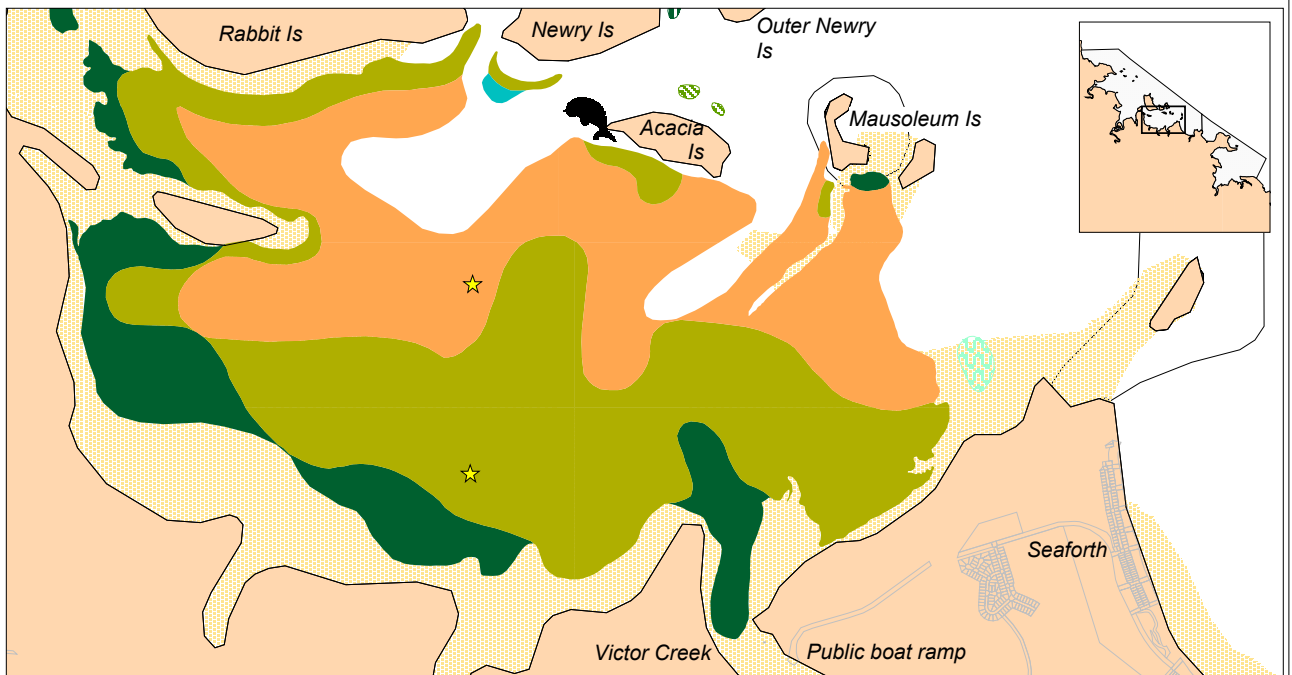 Rabbit Is
Newry Is
Outer Newry
Is
Acacia
Is
Mausoleum Is
Seaforth
Victor Creek
Public boat ramp